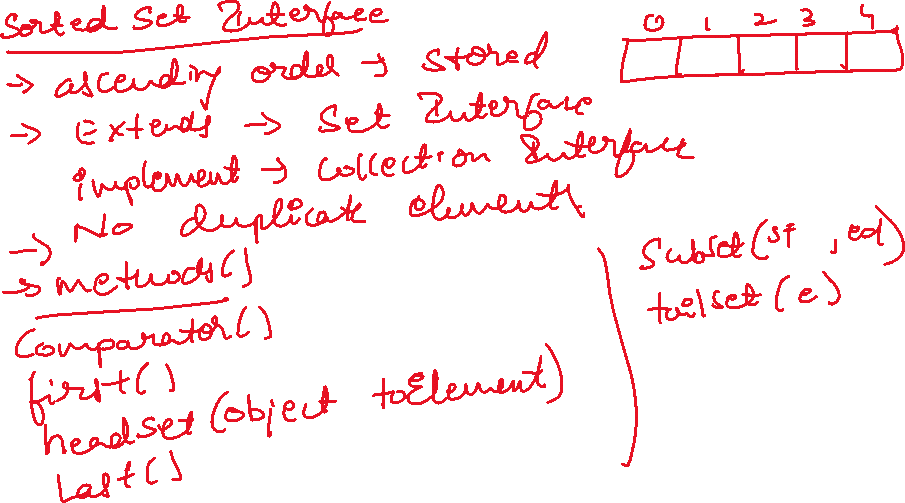 Sorted Set Interface
0 1 2 3 4
→ ascending order → stored
→ Extends → Set Interface
implement → Collection Interface
→ No duplicate elements
→ methods()
Comparator()
first()
headset (object toElement)
Last()
Subset (st , ed)
tailset (e)